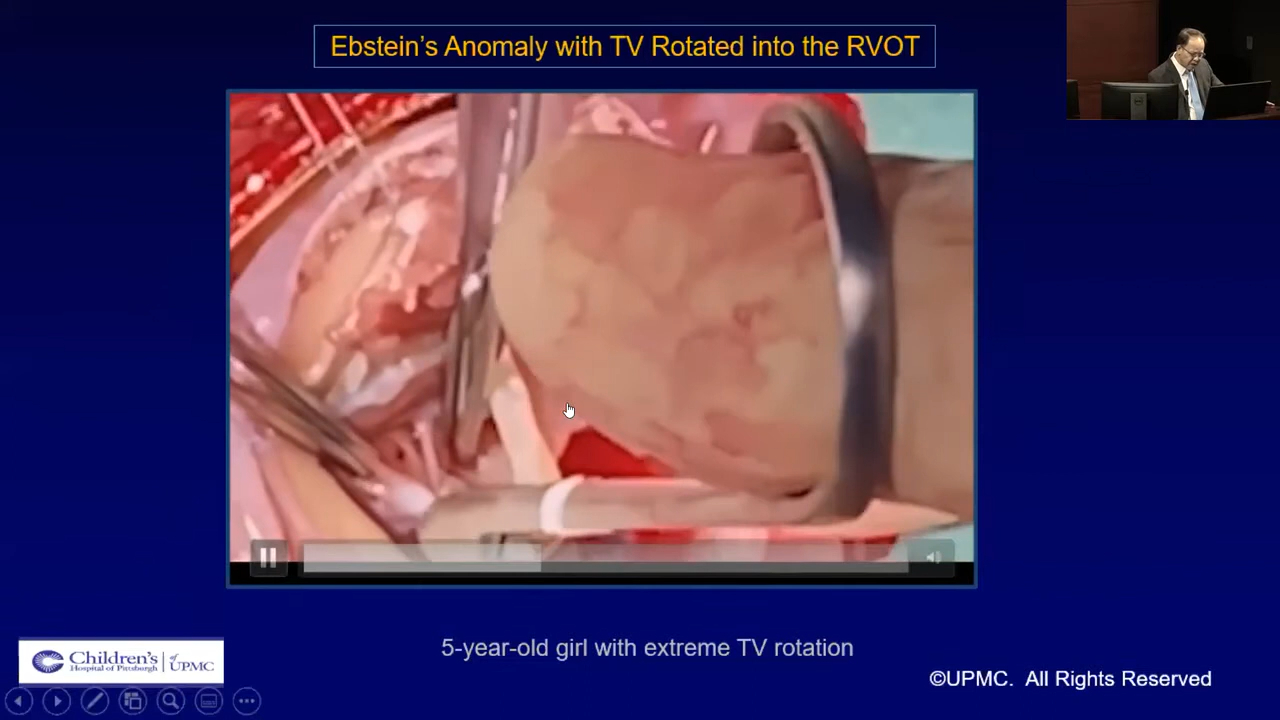 Ebstein's Anomaly with TV Rotated into the RVOT
5-year-old girl with extreme TV rotation
Children's of UPMC
Hospital of Pittsburgh
©UPMC. All Rights Reserved